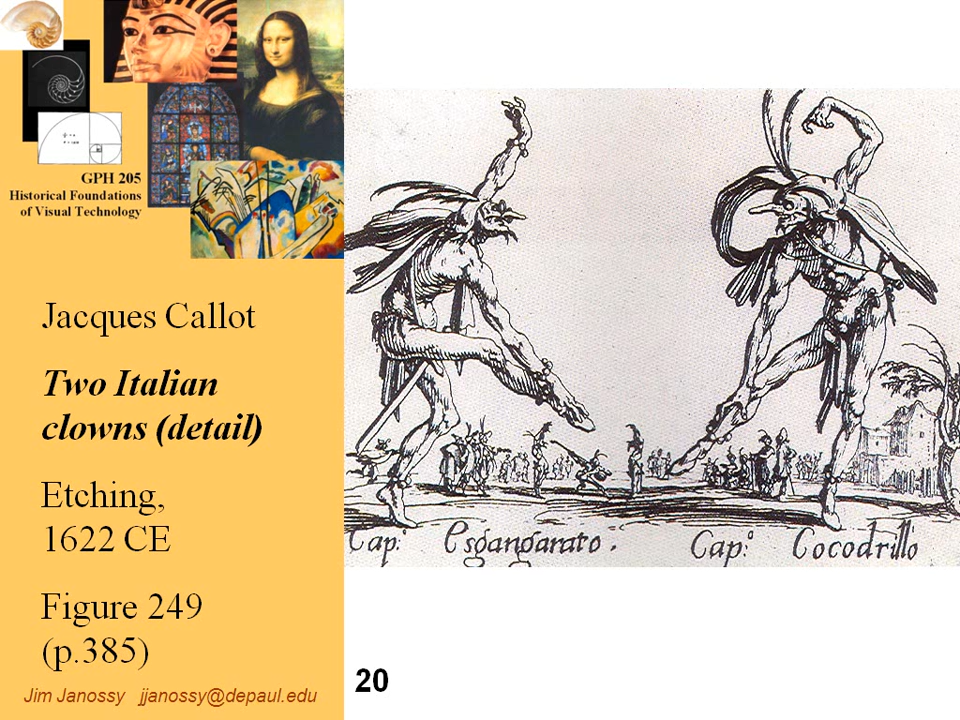 GPH 205
Historical Foundations
of Visual Technology
Jacques Callot
Two Italian
clowns (detail)
Etching,
1622 CE
Figure 249
(p.385)
Jim Janossy jjanossy@depaul.edu
Cap: Esgangarato.
Cap:o Cocodrillo
20